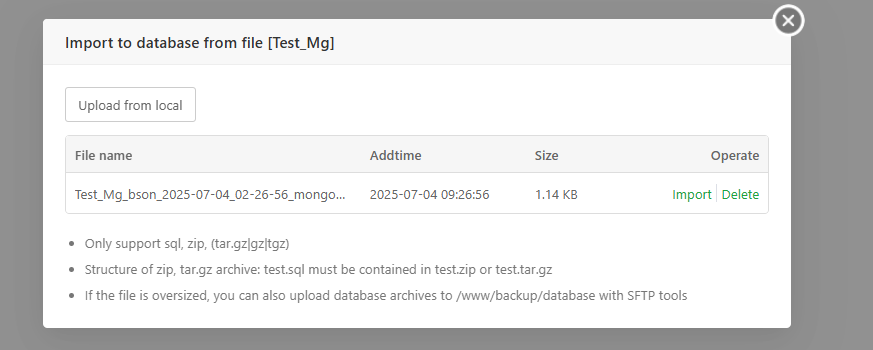 Import to database from file [Test_Mg]
Upload from local
File name Addtime Size Operate
Test_Mg_bson_2025-07-04_02-26-56_mongo... 2025-07-04 09:26:56 1.14 KB Import Delete
Only support sql, zip, (tar.gz|gz|tgz)
Structure of zip, tar.gz archive: test.sql must be contained in test.zip or test.tar.gz
If the file is oversized, you can also upload database archives to /www/backup/database with SFTP tools